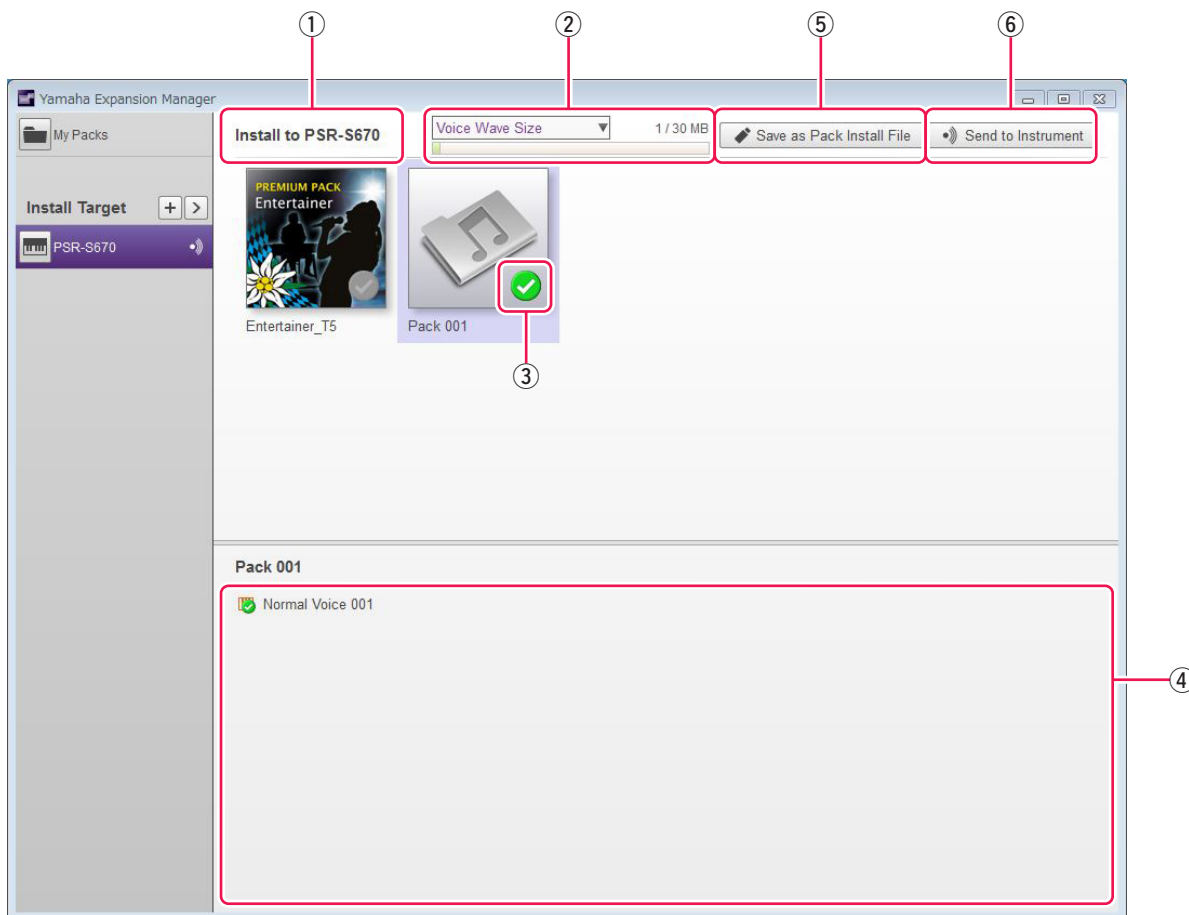 ① ② ⑤ ⑥
Yamaha Expansion Manager
My Packs
Install to PSR-S670
Voice Wave Size
1 / 30 MB
Save as Pack Install File
Send to Instrument
Install Target
PSR-S670
PREMIUM PACK
Entertainer
Entertainer_T5
Pack 001
③
Pack 001
Normal Voice 001
④